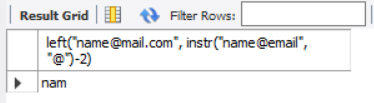 Result Grid Filter Rows:
left("name@mail.com", instr("name@email",
"@")-2)
nam